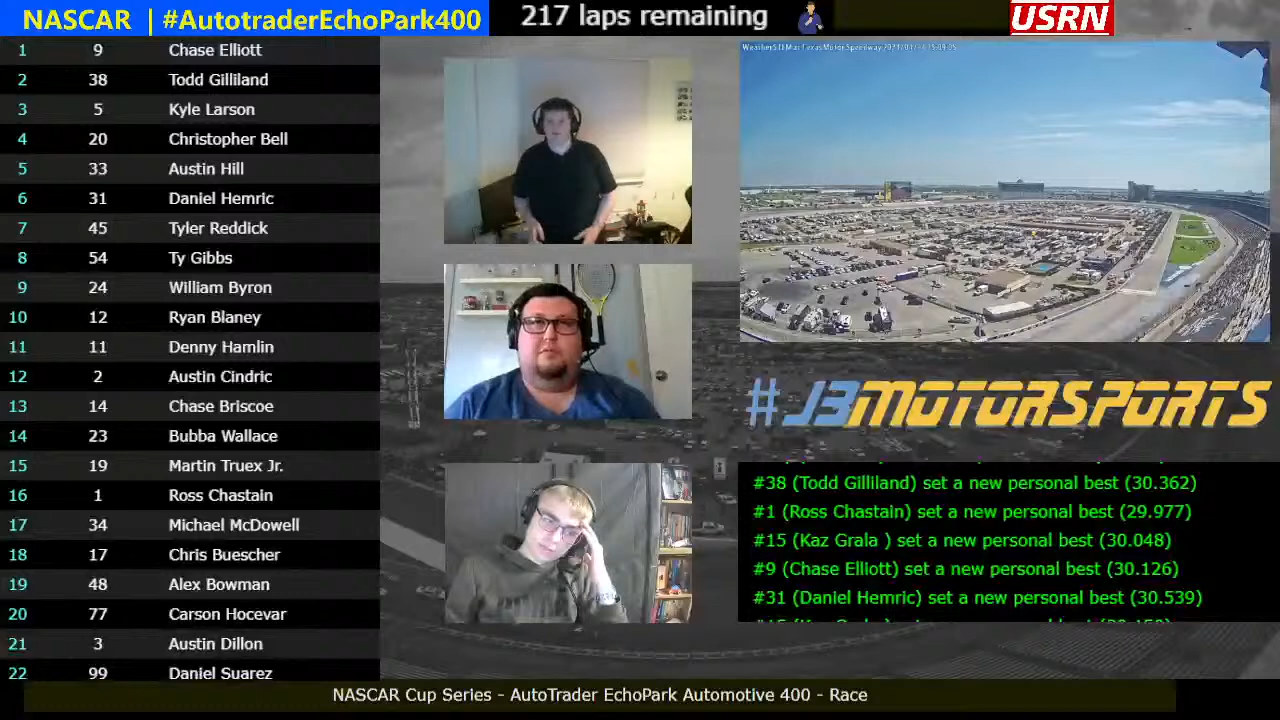 NASCAR | #AutotraderEchoPark400
217 laps remaining
USRN
1 9 Chase Elliott
2 38 Todd Gilliland
3 5 Kyle Larson
4 20 Christopher Bell
5 33 Austin Hill
6 31 Daniel Hemric
7 45 Tyler Reddick
8 54 Ty Gibbs
9 24 William Byron
10 12 Ryan Blaney
11 11 Denny Hamlin
12 2 Austin Cindric
13 14 Chase Briscoe
14 23 Bubba Wallace
15 19 Martin Truex Jr.
16 1 Ross Chastain
17 34 Michael McDowell
18 17 Chris Buescher
19 48 Alex Bowman
20 77 Carson Hocevar
21 3 Austin Dillon
22 99 Daniel Suarez
Texas Motor Speedway
#JBMOTORSPORTS
#38 (Todd Gilliland) set a new personal best (30.362)
#1 (Ross Chastain) set a new personal best (29.977)
#15 (Kaz Grala ) set a new personal best (30.048)
#9 (Chase Elliott) set a new personal best (30.126)
#31 (Daniel Hemric) set a new personal best (30.539)
NASCAR Cup Series - AutoTrader EchoPark Automotive 400 - Race